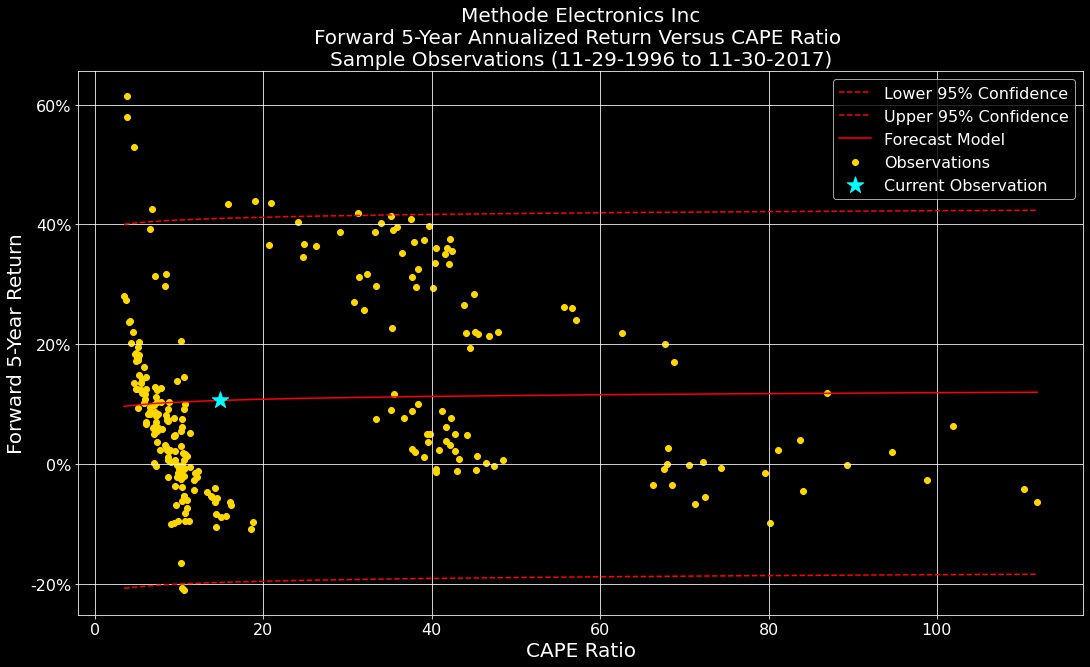 Methode Electronics Inc
Forward 5-Year Annualized Return Versus CAPE Ratio
Sample Observations (11-29-1996 to 11-30-2017)
Lower 95% Confidence
Upper 95% Confidence
Forecast Model
Observations
Current Observation
Forward 5-Year Return
60%
40%
20%
0%
-20%
0
20
40
60
80
100
CAPE Ratio